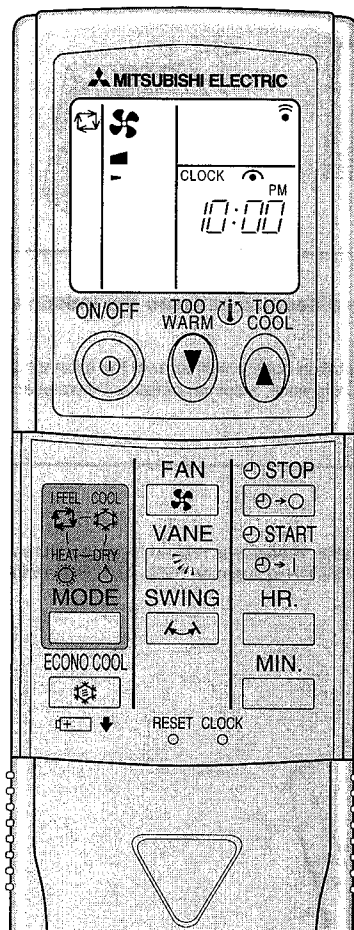 MITSUBISHI ELECTRIC
CLOCK
PM
10:00
ON/OFF
TOO WARM
TOO COOL
FAN
STOP
I FEEL COOL
VANE
START
HEAT DRY
MODE
SWING
HR.
ECONO COOL
MIN.
RESET CLOCK